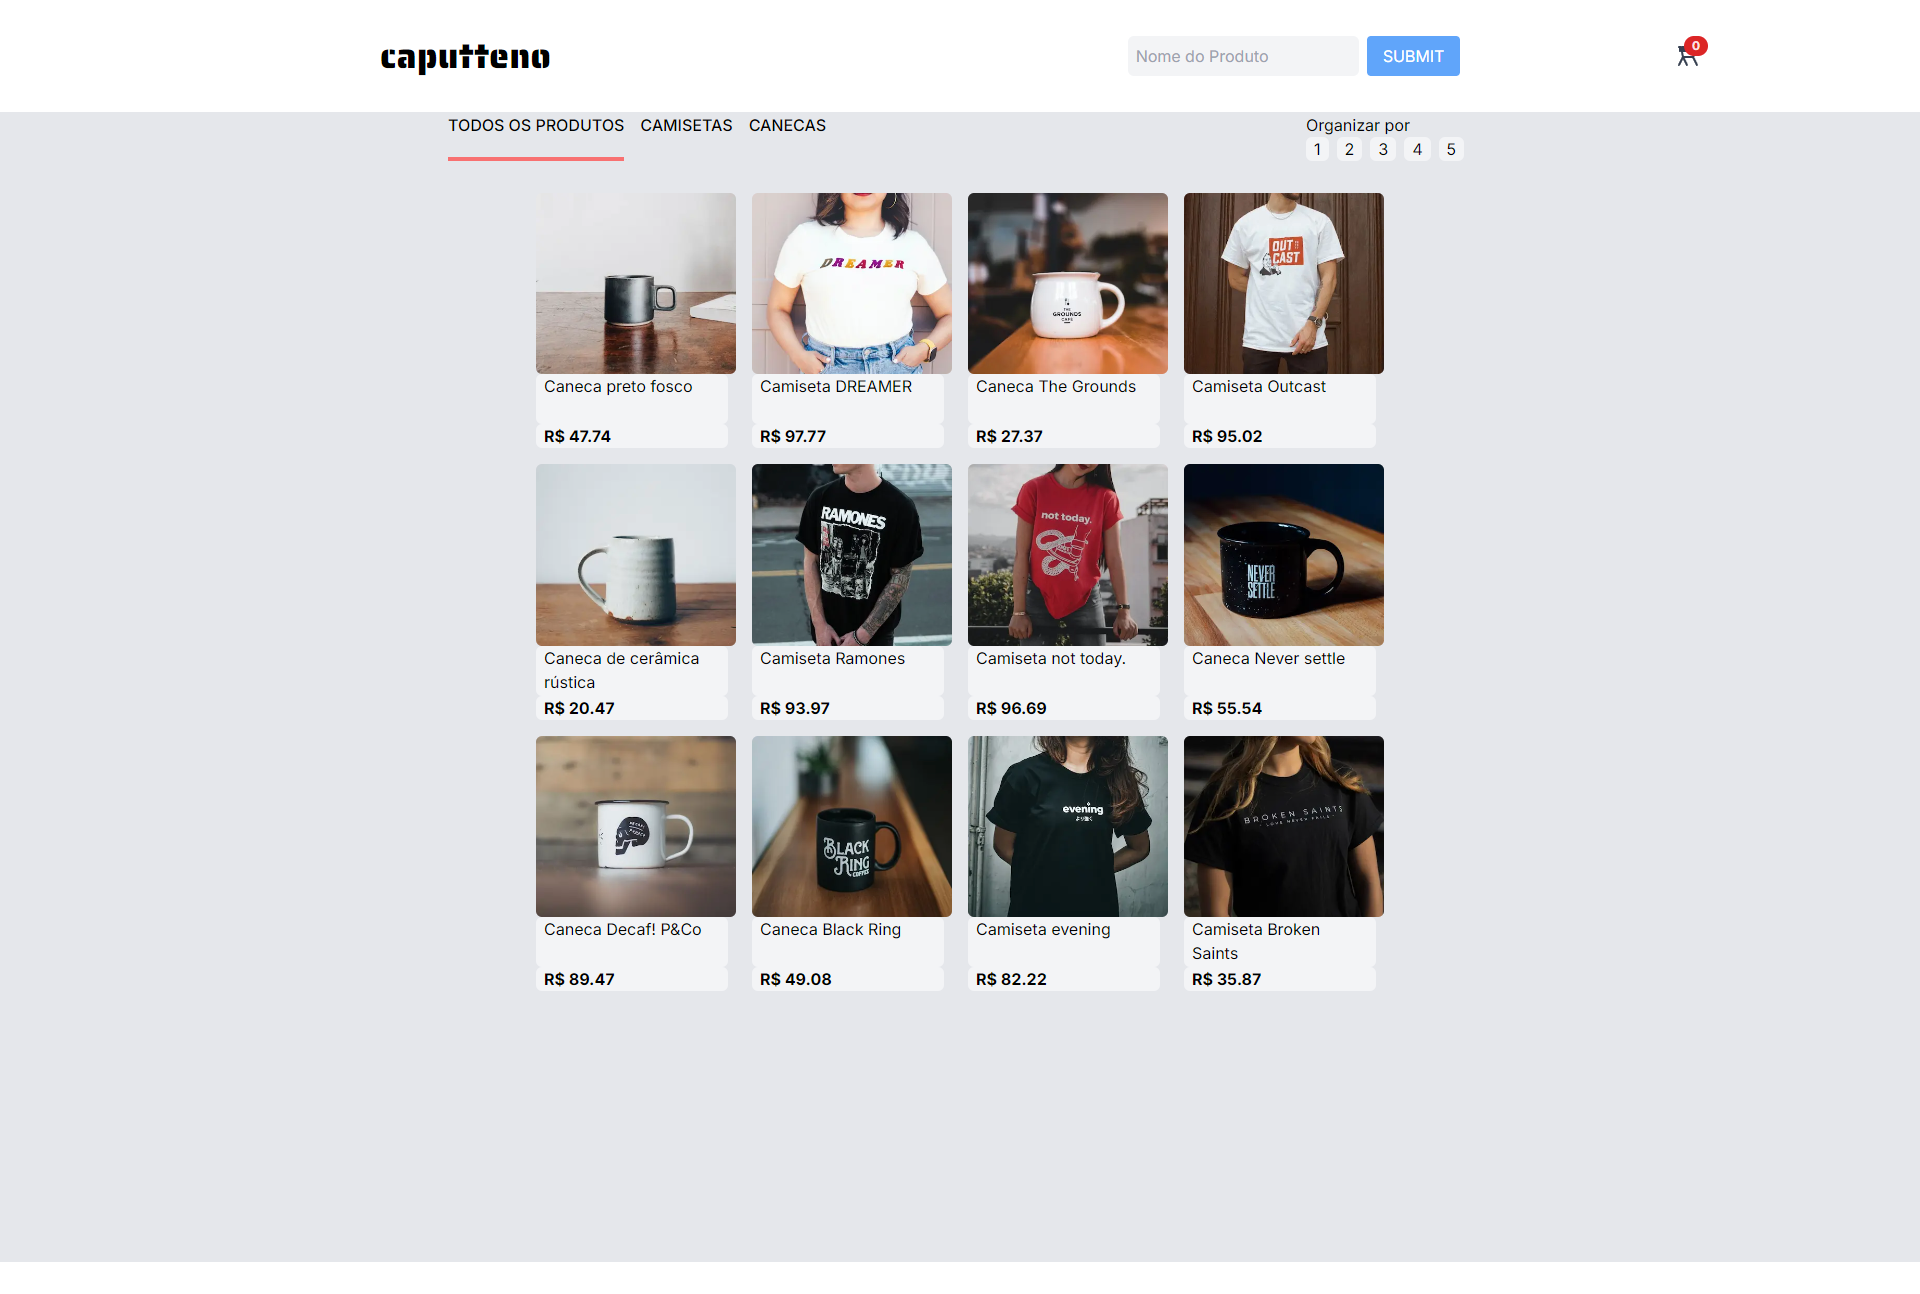 caputteno
Nome do Produto
SUBMIT
0
TODOS OS PRODUTOS
CAMISETAS
CANECAS
Organizar por
1 2 3 4 5
DREAMER
THE
GROUNDS
CAFE
OUT
CAST
Caneca preto fosco
R$ 47.74
Camiseta DREAMER
R$ 97.77
Caneca The Grounds
R$ 27.37
Camiseta Outcast
R$ 95.02
RAMONES
not today.
NEVER
SETTLE
Caneca de cerâmica
rústica
R$ 20.47
Camiseta Ramones
R$ 93.97
Camiseta not today.
R$ 96.69
Caneca Never settle
R$ 55.54
BLACK
RING
COFFEE
evening
BROKEN SAINTS
LOVE NEVER FAILS
Caneca Decaf! P&Co
R$ 89.47
Caneca Black Ring
R$ 49.08
Camiseta evening
R$ 82.22
Camiseta Broken
Saints
R$ 35.87